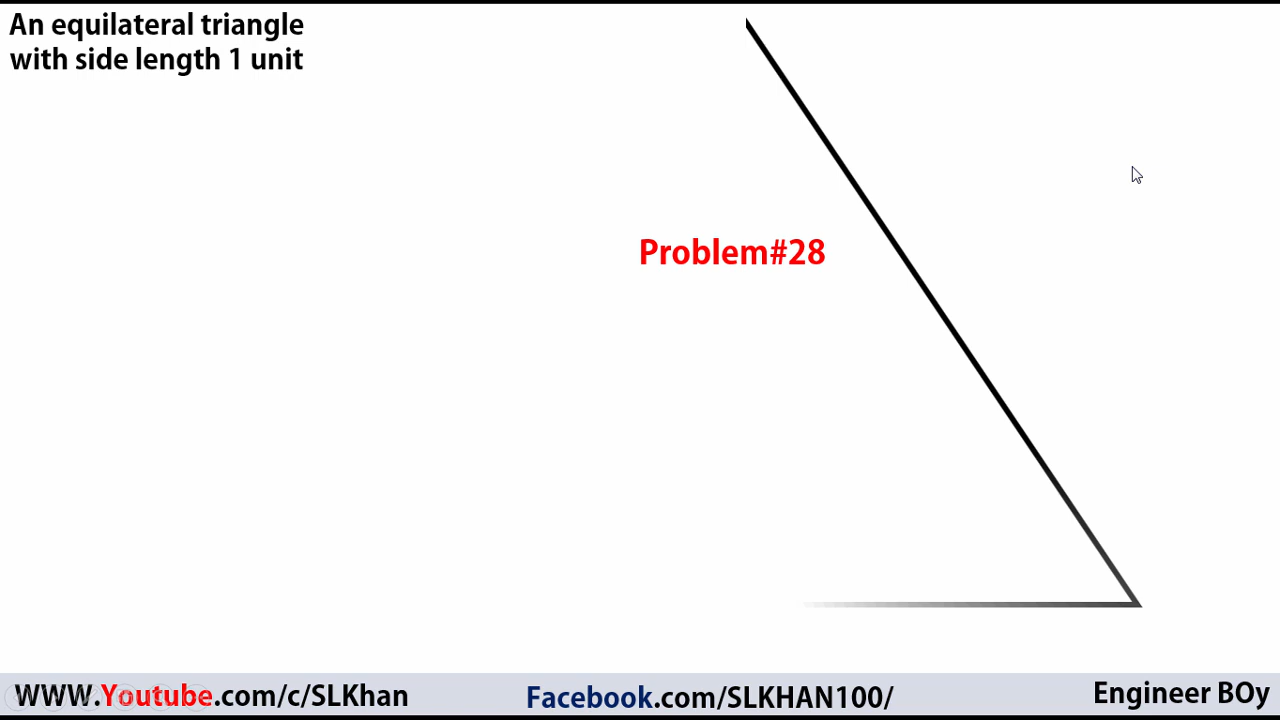 An equilateral triangle
with side length 1 unit
Problem#28
WWW.Youtube.com/c/SLKhan
Facebook.com/SLKHAN100/
Engineer BOy